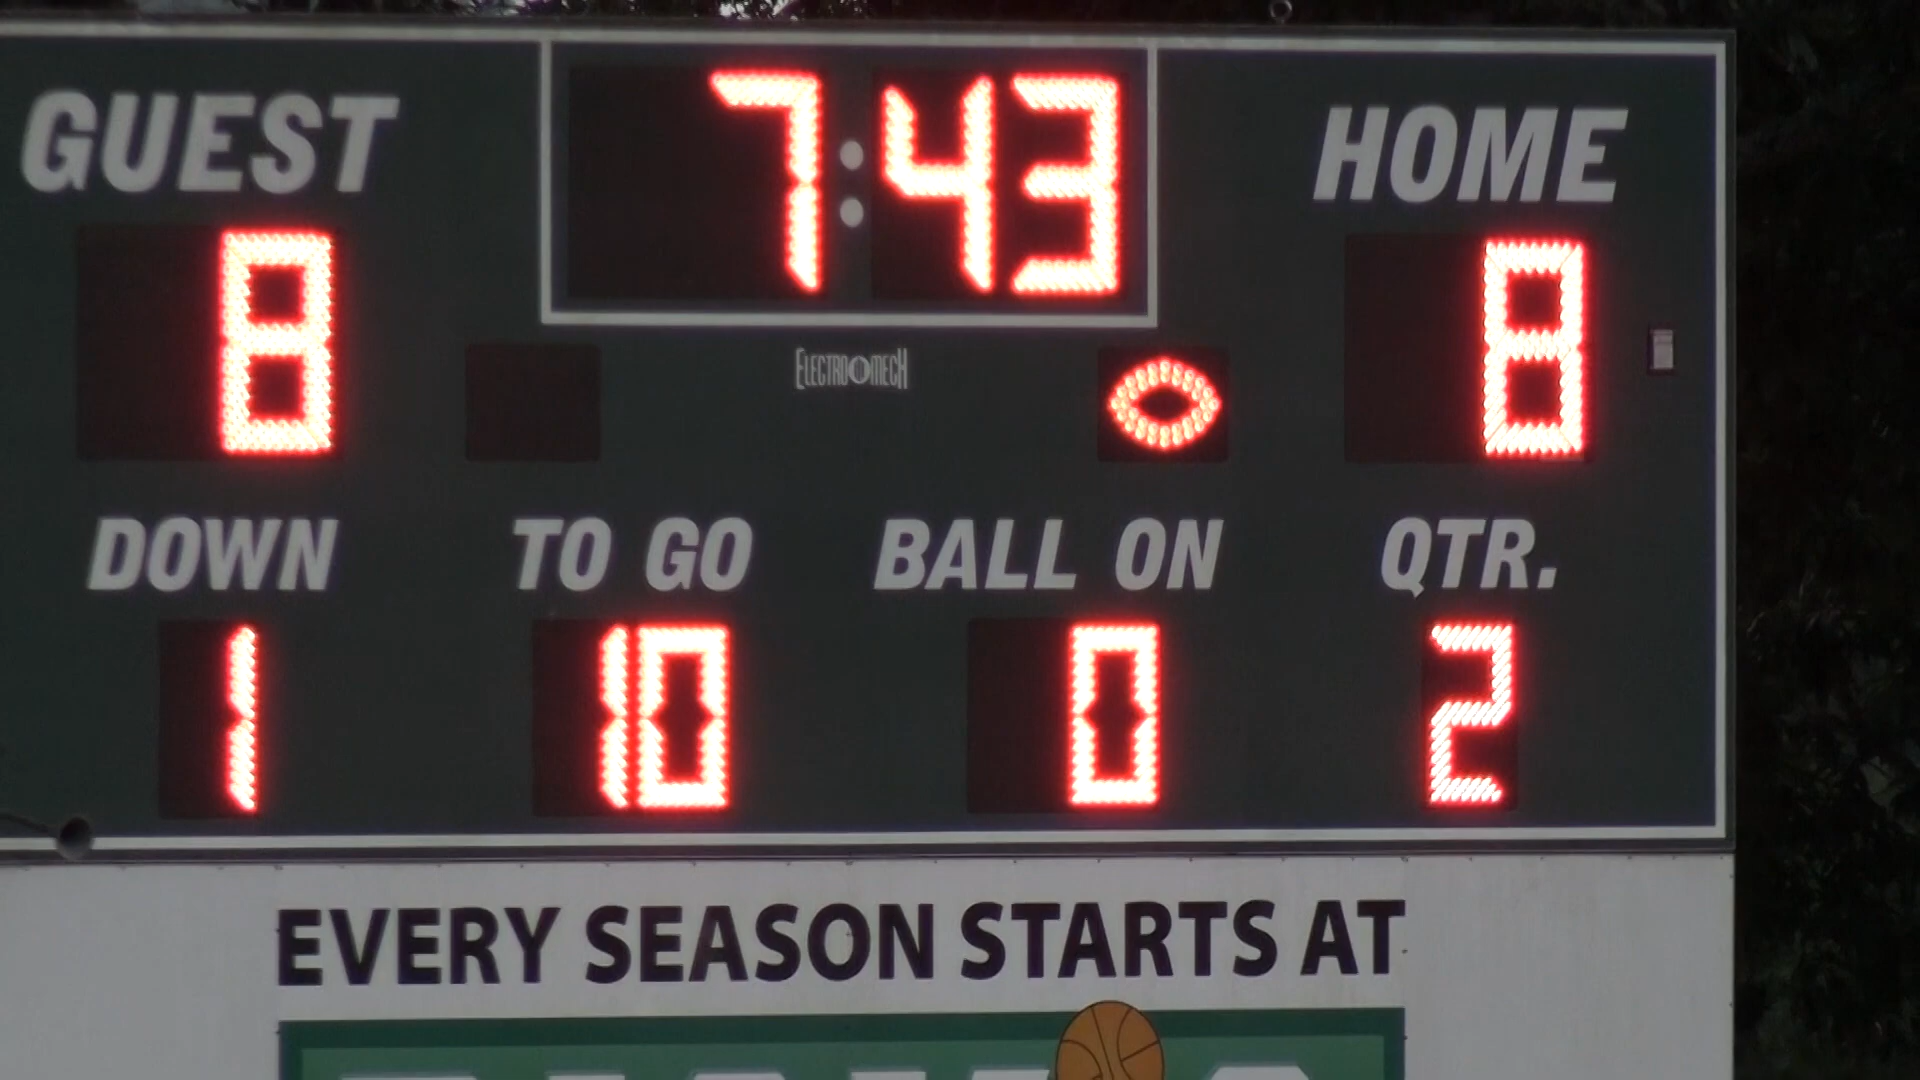 GUEST 7:43 HOME
8 8
ELECTRO-MECH
DOWN TO GO BALL ON QTR.
1 10 0 2
EVERY SEASON STARTS AT